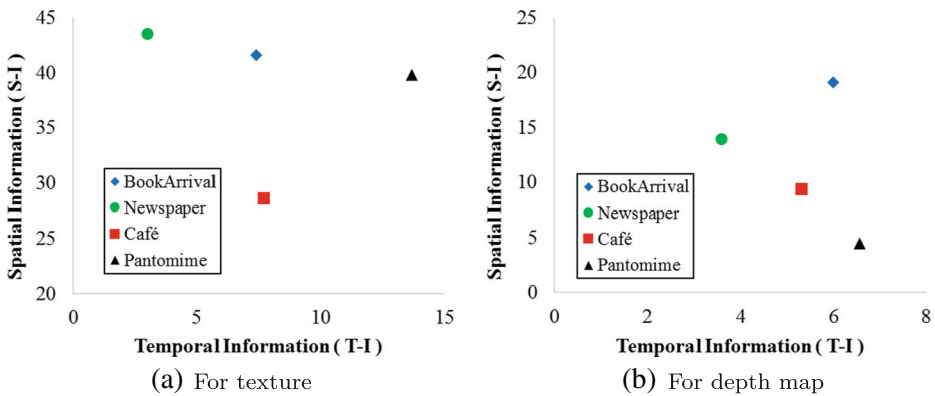 45
40
35
30
25
20
Spatial Information ( S-I )
BookArrival
Newspaper
Café
Pantomime
0 5 10 15
Temporal Information ( T-I )
(a) For texture
25
20
15
10
5
0
Spatial Information ( S-I )
BookArrival
Newspaper
Café
Pantomime
0 2 4 6 8
Temporal Information ( T-I )
(b) For depth map